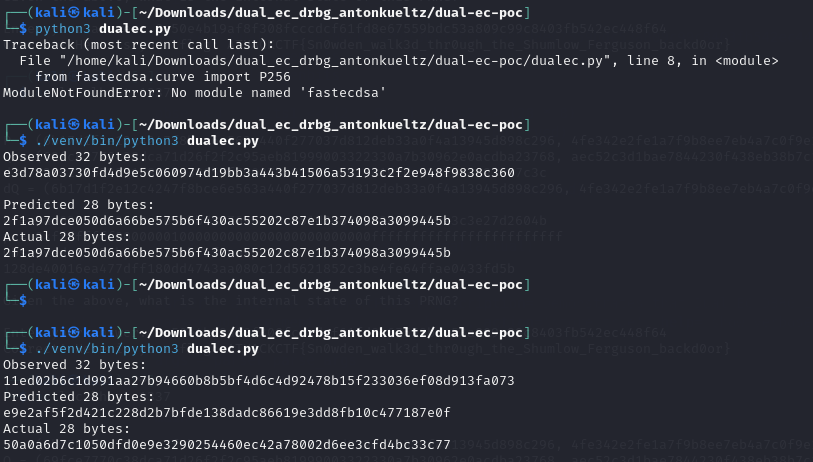 ┌──(kali㉿kali)-[~/Downloads/dual_ec_drbg_antonkueltz/dual-ec-poc]
└─$ python3 dualec.py
Traceback (most recent call last):
  File "/home/kali/Downloads/dual_ec_drbg_antonkueltz/dual-ec-poc/dualec.py", line 8, in <module>
    from fastecdsa.curve import P256
ModuleNotFoundError: No module named 'fastecdsa'
┌──(kali㉿kali)-[~/Downloads/dual_ec_drbg_antonkueltz/dual-ec-poc]
└─$ ./venv/bin/python3 dualec.py
Observed 32 bytes:
e3d78a03730fd4d9e5c060974d19bb3a443b41506a53193c2f2e948f9838c360
Predicted 28 bytes:
2f1a97dce050d6a66be575b6f430ac55202c87e1b374098a3099445b
Actual 28 bytes:
2f1a97dce050d6a66be575b6f430ac55202c87e1b374098a3099445b
┌──(kali㉿kali)-[~/Downloads/dual_ec_drbg_antonkueltz/dual-ec-poc]
└─$
┌──(kali㉿kali)-[~/Downloads/dual_ec_drbg_antonkueltz/dual-ec-poc]
└─$ ./venv/bin/python3 dualec.py
Observed 32 bytes:
11ed02b6c1d991aa27b94660b8b5bf4d6c4d92478b15f233036ef08d913fa073
Predicted 28 bytes:
e9e2af5f2d421c228d2b7bfde138dadc86619e3dd8fb10c477187e0f
Actual 28 bytes:
50a0a6d7c1050dfd0e9e3290254460ec42a78002d6ee3cfd4bc33c77